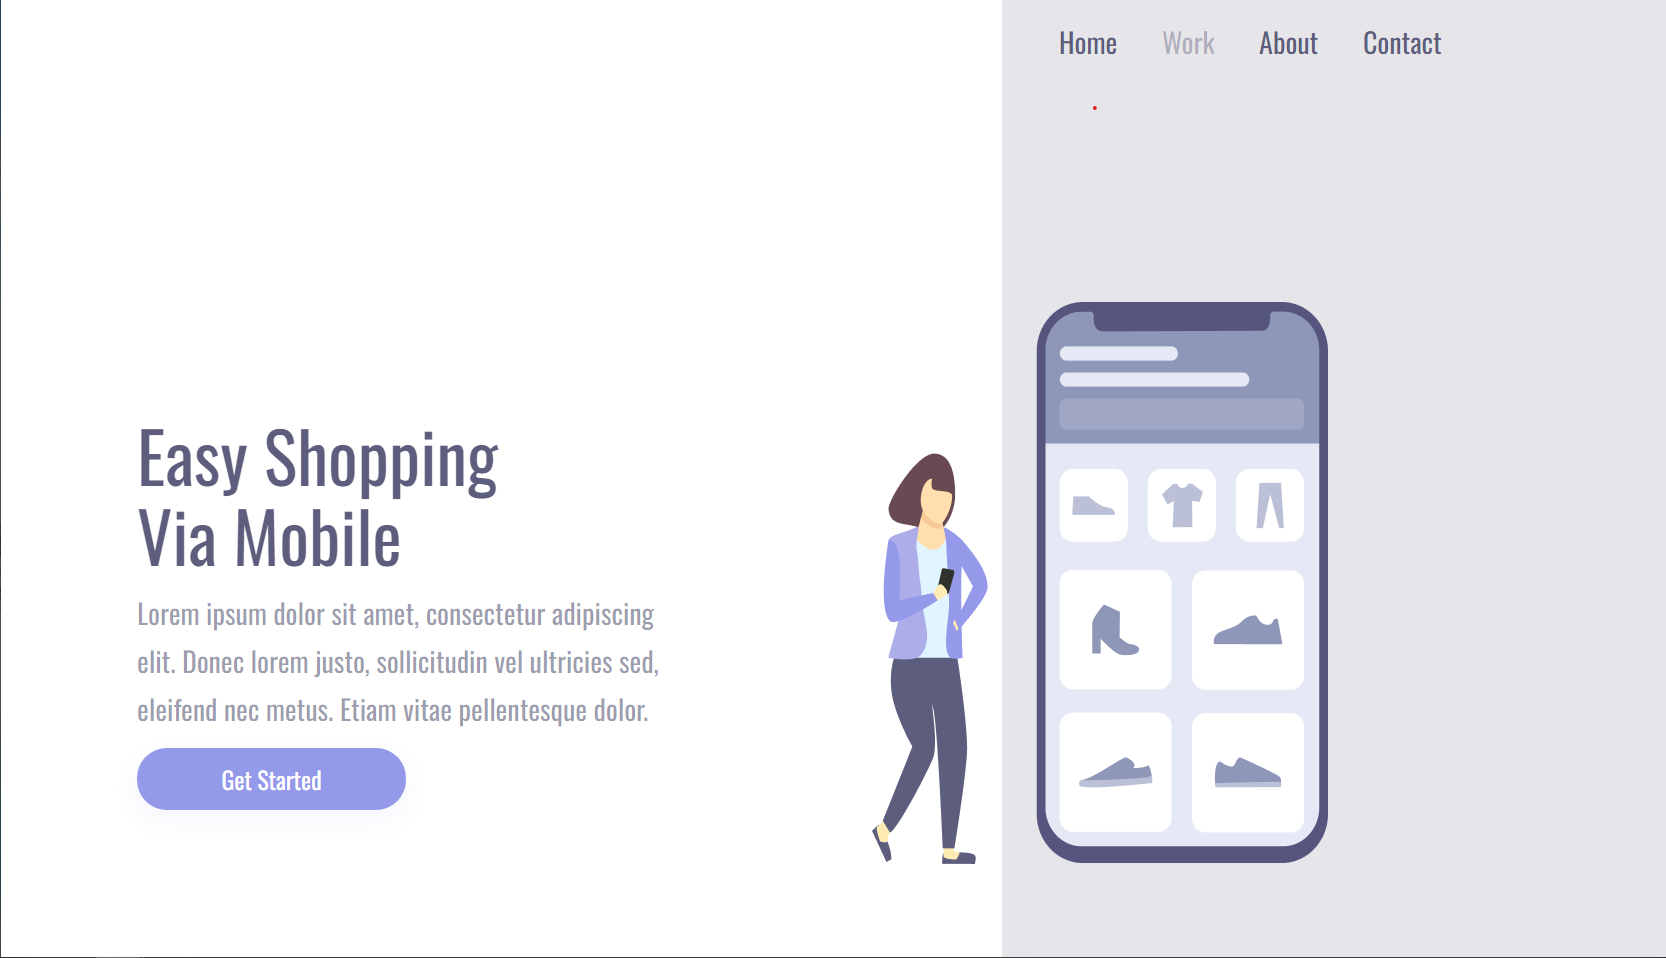 Home Work About Contact
Easy Shopping
Via Mobile
Lorem ipsum dolor sit amet, consectetur adipiscing
elit. Donec lorem justo, sollicitudin vel ultricies sed,
eleifend nec metus. Etiam vitae pellentesque dolor.
Get Started